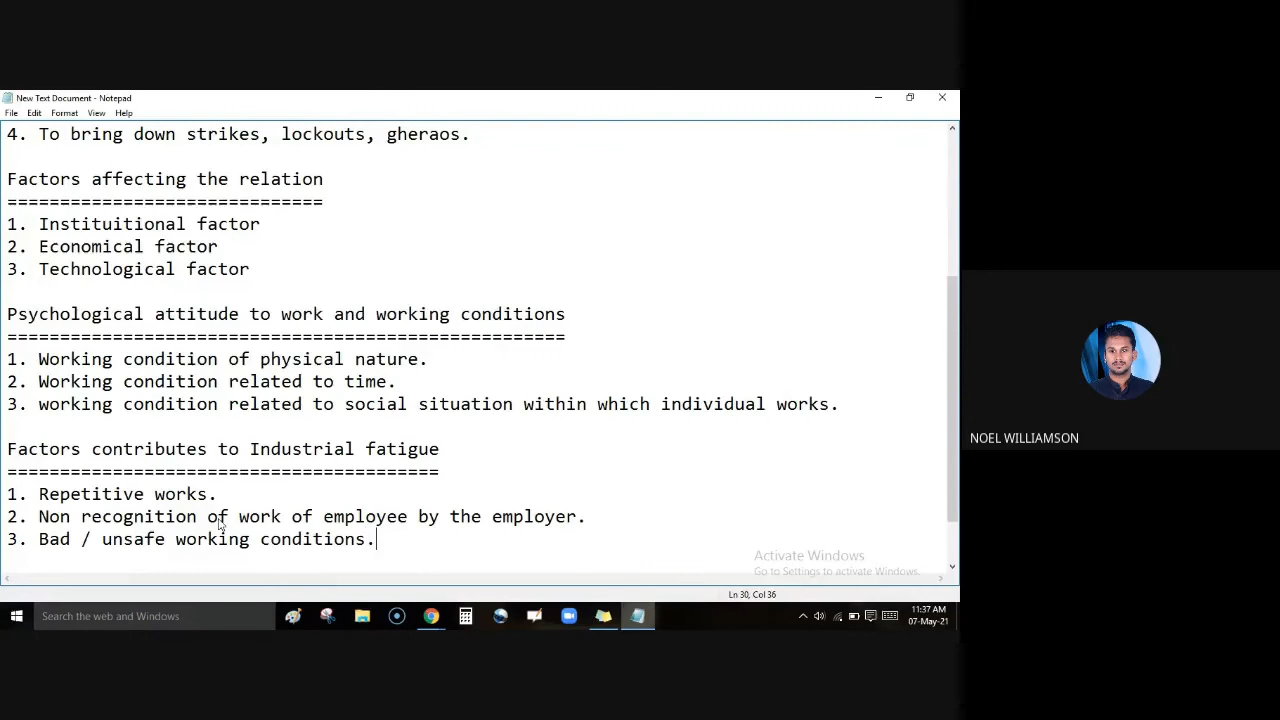 New Text Document - Notepad
File Edit Format View Help
4. To bring down strikes, lockouts, gheraos.
Factors affecting the relation
==============================
1. Instituitional factor
2. Economical factor
3. Technological factor
Psychological attitude to work and working conditions
=====================================================
1. Working condition of physical nature.
2. Working condition related to time.
3. working condition related to social situation within which individual works.
Factors contributes to Industrial fatigue
=========================================
1. Repetitive works.
2. Non recognition of work of employee by the employer.
3. Bad / unsafe working conditions.
Activate Windows
Go to Settings to activate Windows.
Ln 30, Col 36
Search the web and Windows
11:37 AM
07-May-21
NOEL WILLIAMSON